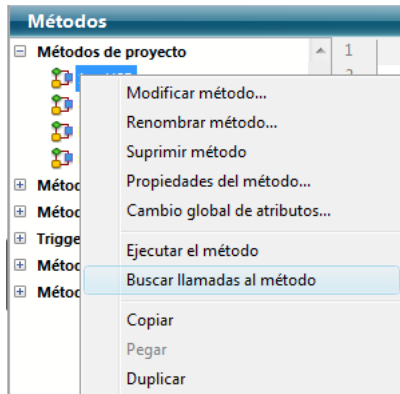 Métodos
Métodos de proyecto
1
Modificar método...
Renombrar método...
Suprimir método
Propiedades del método...
Cambio global de atributos...
Trigge
Ejecutar el método
Buscar llamadas al método
Copiar
Pegar
Duplicar